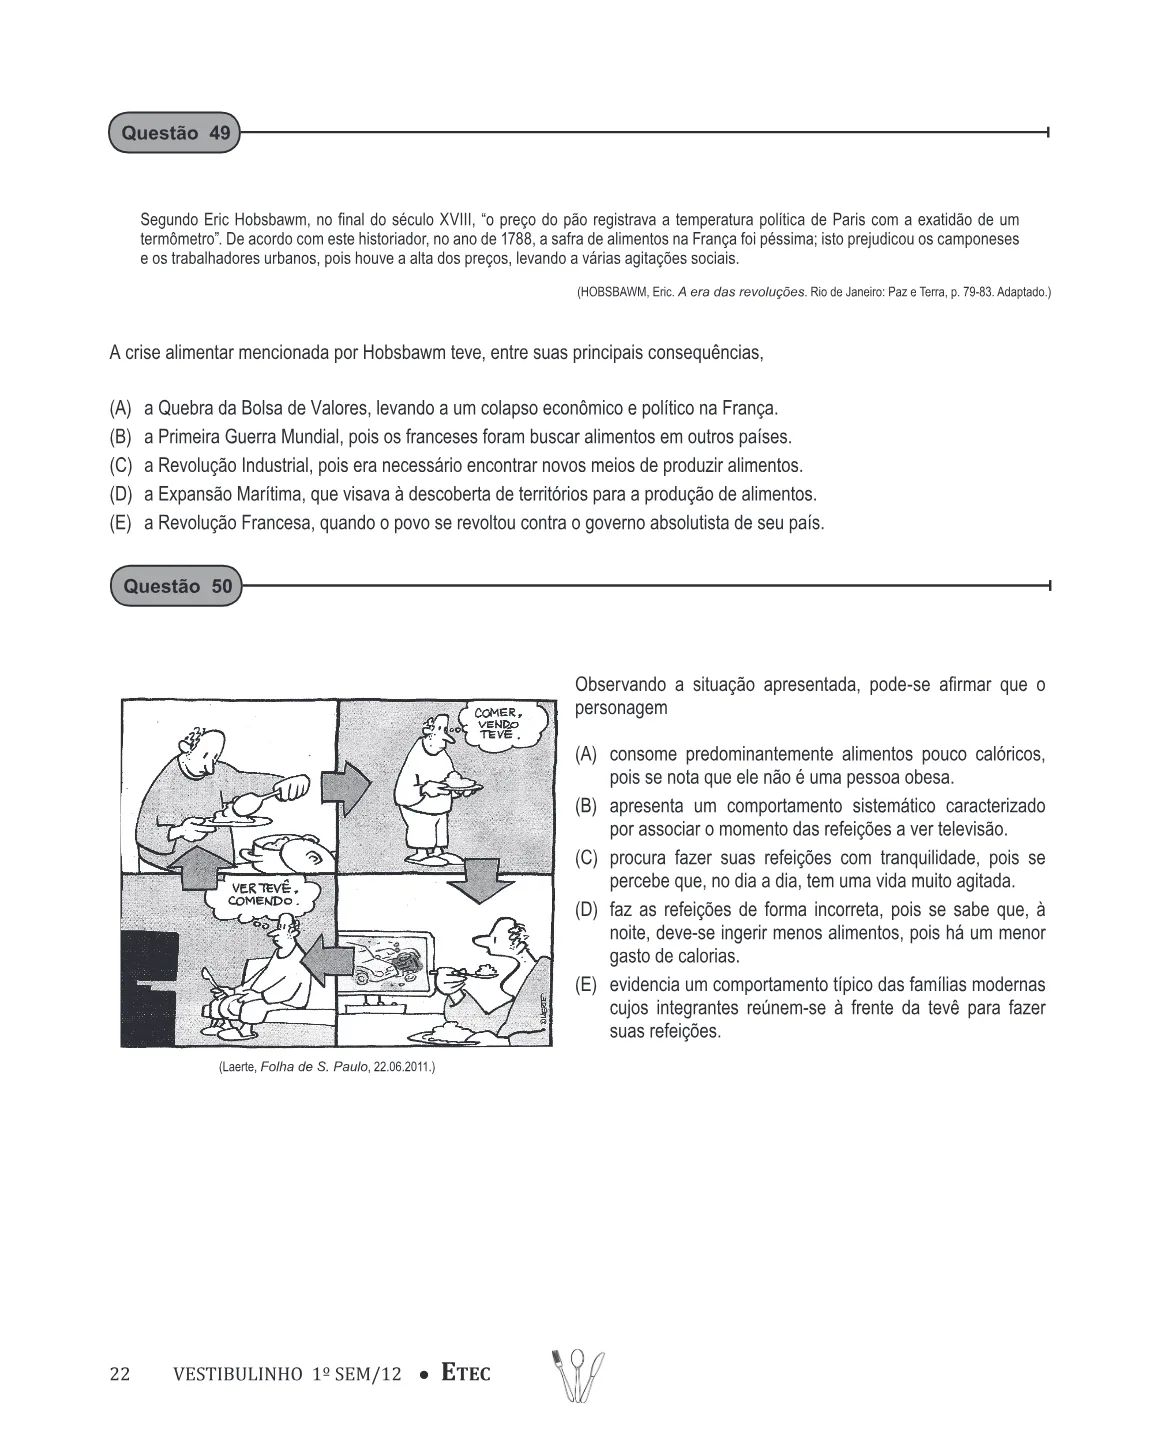 Questão 49
Segundo Eric Hobsbawm, no final do século XVIII, “o preço do pão registrava a temperatura política de Paris com a exatidão de um
termômetro”. De acordo com este historiador, no ano de 1788, a safra de alimentos na França foi péssima; isto prejudicou os camponeses
e os trabalhadores urbanos, pois houve a alta dos preços, levando a várias agitações sociais.
(HOBSBAWM, Eric. A era das revoluções. Rio de Janeiro: Paz e Terra, p. 79-83. Adaptado.)
A crise alimentar mencionada por Hobsbawm teve, entre suas principais consequências,
(A) a Quebra da Bolsa de Valores, levando a um colapso econômico e político na França.
(B) a Primeira Guerra Mundial, pois os franceses foram buscar alimentos em outros países.
(C) a Revolução Industrial, pois era necessário encontrar novos meios de produzir alimentos.
(D) a Expansão Marítima, que visava à descoberta de territórios para a produção de alimentos.
(E) a Revolução Francesa, quando o povo se revoltou contra o governo absolutista de seu país.
Questão 50
COMER,
VENDO
TEVÊ.
VER TEVÊ,
COMENDO.
LAERTE
(Laerte, Folha de S. Paulo, 22.06.2011.)
Observando a situação apresentada, pode-se afirmar que o
personagem
(A) consome predominantemente alimentos pouco calóricos,
pois se nota que ele não é uma pessoa obesa.
(B) apresenta um comportamento sistemático caracterizado
por associar o momento das refeições a ver televisão.
(C) procura fazer suas refeições com tranquilidade, pois se
percebe que, no dia a dia, tem uma vida muito agitada.
(D) faz as refeições de forma incorreta, pois se sabe que, à
noite, deve-se ingerir menos alimentos, pois há um menor
gasto de calorias.
(E) evidencia um comportamento típico das famílias modernas
cujos integrantes reúnem-se à frente da tevê para fazer
suas refeições.
22 VESTIBULINHO 1º SEM/12 • ETEC